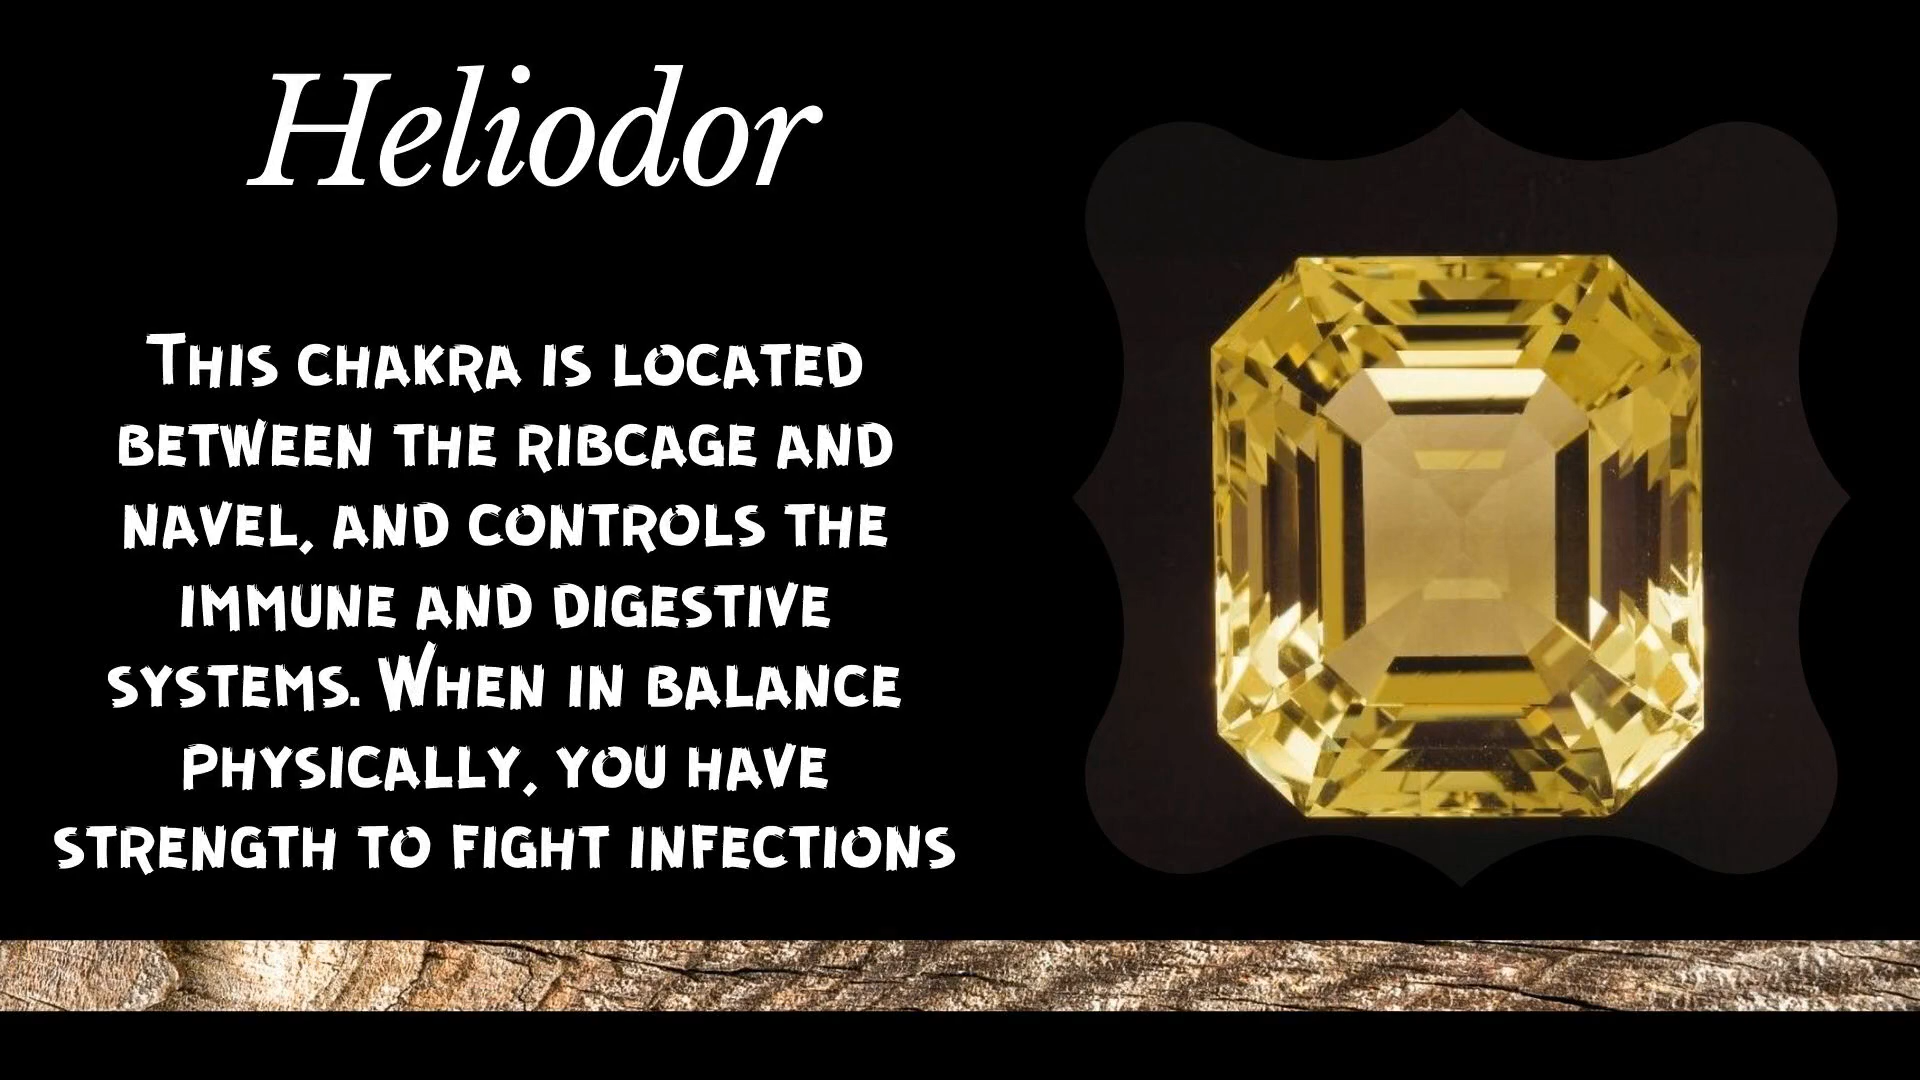 Heliodor
This chakra is located
between the ribcage and
navel, and controls the
immune and digestive
systems. When in balance
physically, you have
strength to fight infections